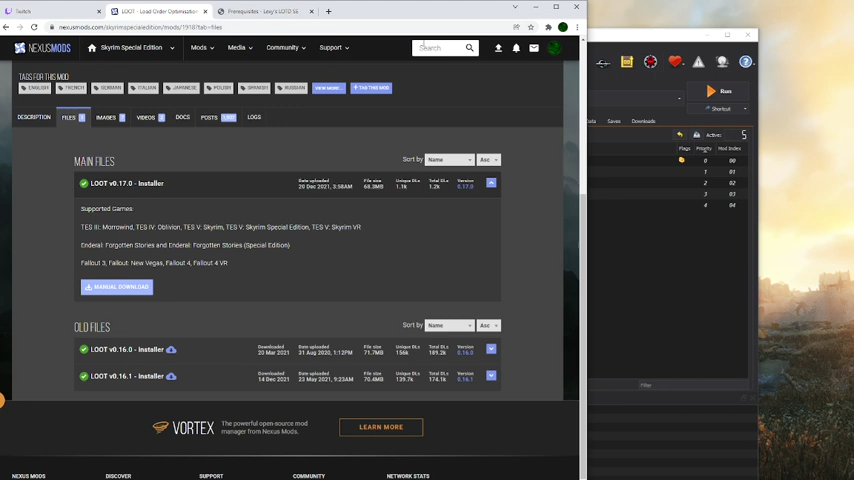 Twitch
LOOT - Load Order Optimisation
Prerequisites - Lexy's LOTD SE
nexusmods.com/skyrimspecialedition/mods/1918?tab=files
NEXUSMODS
Skyrim Special Edition
Mods
Media
Community
Support
Search
TAGS FOR THIS MOD
ENGLISH
FRENCH
GERMAN
ITALIAN
JAPANESE
POLISH
SPANISH
RUSSIAN
VIEW MORE...
+ TAG THIS MOD
DESCRIPTION
FILES
IMAGES
VIDEOS
DOCS
POSTS
LOGS
MAIN FILES
Sort by Name Asc
LOOT v0.17.0 - Installer
Date uploaded
20 Dec 2021, 3:58AM
File size
68.3MB
Unique DLs
1.1k
Total DLs
1.2k
Version
0.17.0
Supported Games:
TES III: Morrowind, TES IV: Oblivion, TES V: Skyrim, TES V: Skyrim Special Edition, TES V: Skyrim VR
Enderal: Forgotten Stories and Enderal: Forgotten Stories (Special Edition)
Fallout 3, Fallout: New Vegas, Fallout 4, Fallout 4 VR
MANUAL DOWNLOAD
OLD FILES
Sort by Name Asc
LOOT v0.16.0 - Installer
Downloaded
20 Mar 2021
Date uploaded
31 Aug 2020, 1:12PM
File size
71.7MB
Unique DLs
156k
Total DLs
189.2k
Version
0.16.0
LOOT v0.16.1 - Installer
Downloaded
14 Dec 2021
Date uploaded
23 May 2021, 9:23AM
File size
70.4MB
Unique DLs
139.7k
Total DLs
174.1k
Version
0.16.1
VORTEX
The powerful open-source mod
manager from Nexus Mods.
LEARN MORE
NEXUS MODS
DISCOVER
SUPPORT
COMMUNITY
NETWORK STATS
Run
Shortcut
Data
Saves
Downloads
Active: 5
Flags
Priority
Mod Index
0 00
1 01
2 02
3 03
4 04
Filter